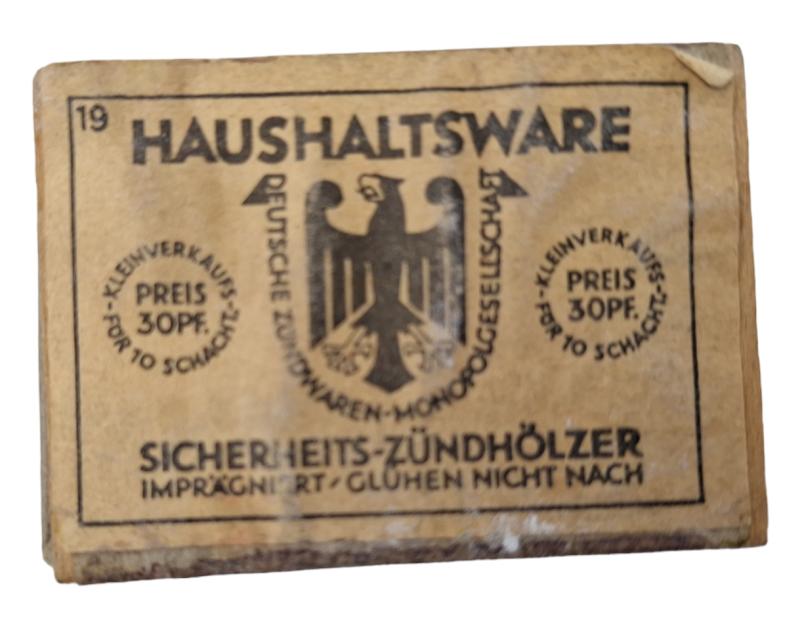 19
HAUSHALTSWARE
DEUTSCHE ZÜNDWAREN-MONOPOLGESELLSCHAFT
-KLEINVERKAUFS-
PREIS
30PF.
FÜR 10 SCHACHT.
-KLEINVERKAUFS-
PREIS
30PF.
FÜR 10 SCHACHT.
SICHERHEITS-ZÜNDHÖLZER
IMPRÄGNIERT/GLÜHEN NICHT NACH